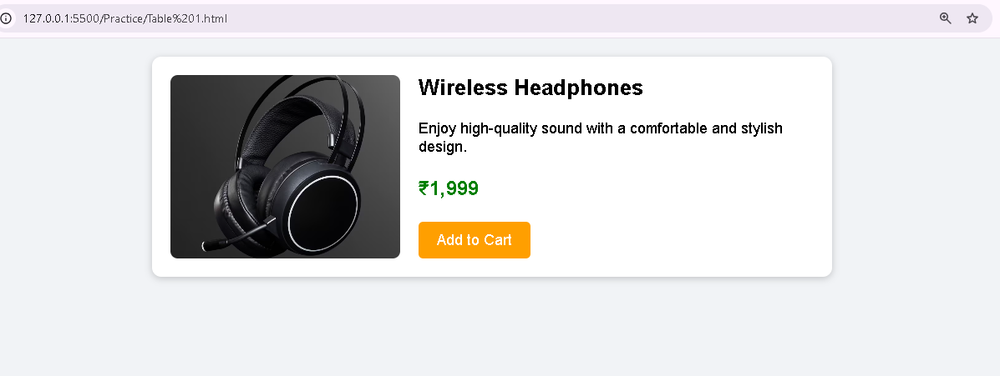 127.0.0.1:5500/Practice/Table%201.html
Wireless Headphones
Enjoy high-quality sound with a comfortable and stylish
design.
₹1,999
Add to Cart